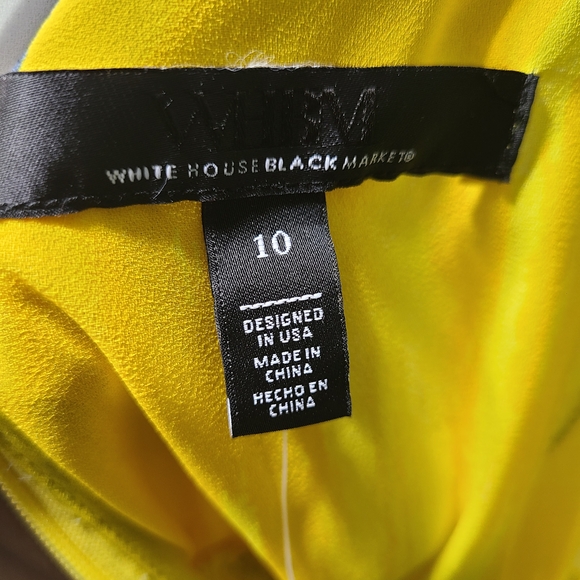 WHBM
WHITE HOUSE BLACK MARKET®
10
DESIGNED
IN USA
MADE IN
CHINA
HECHO EN
CHINA